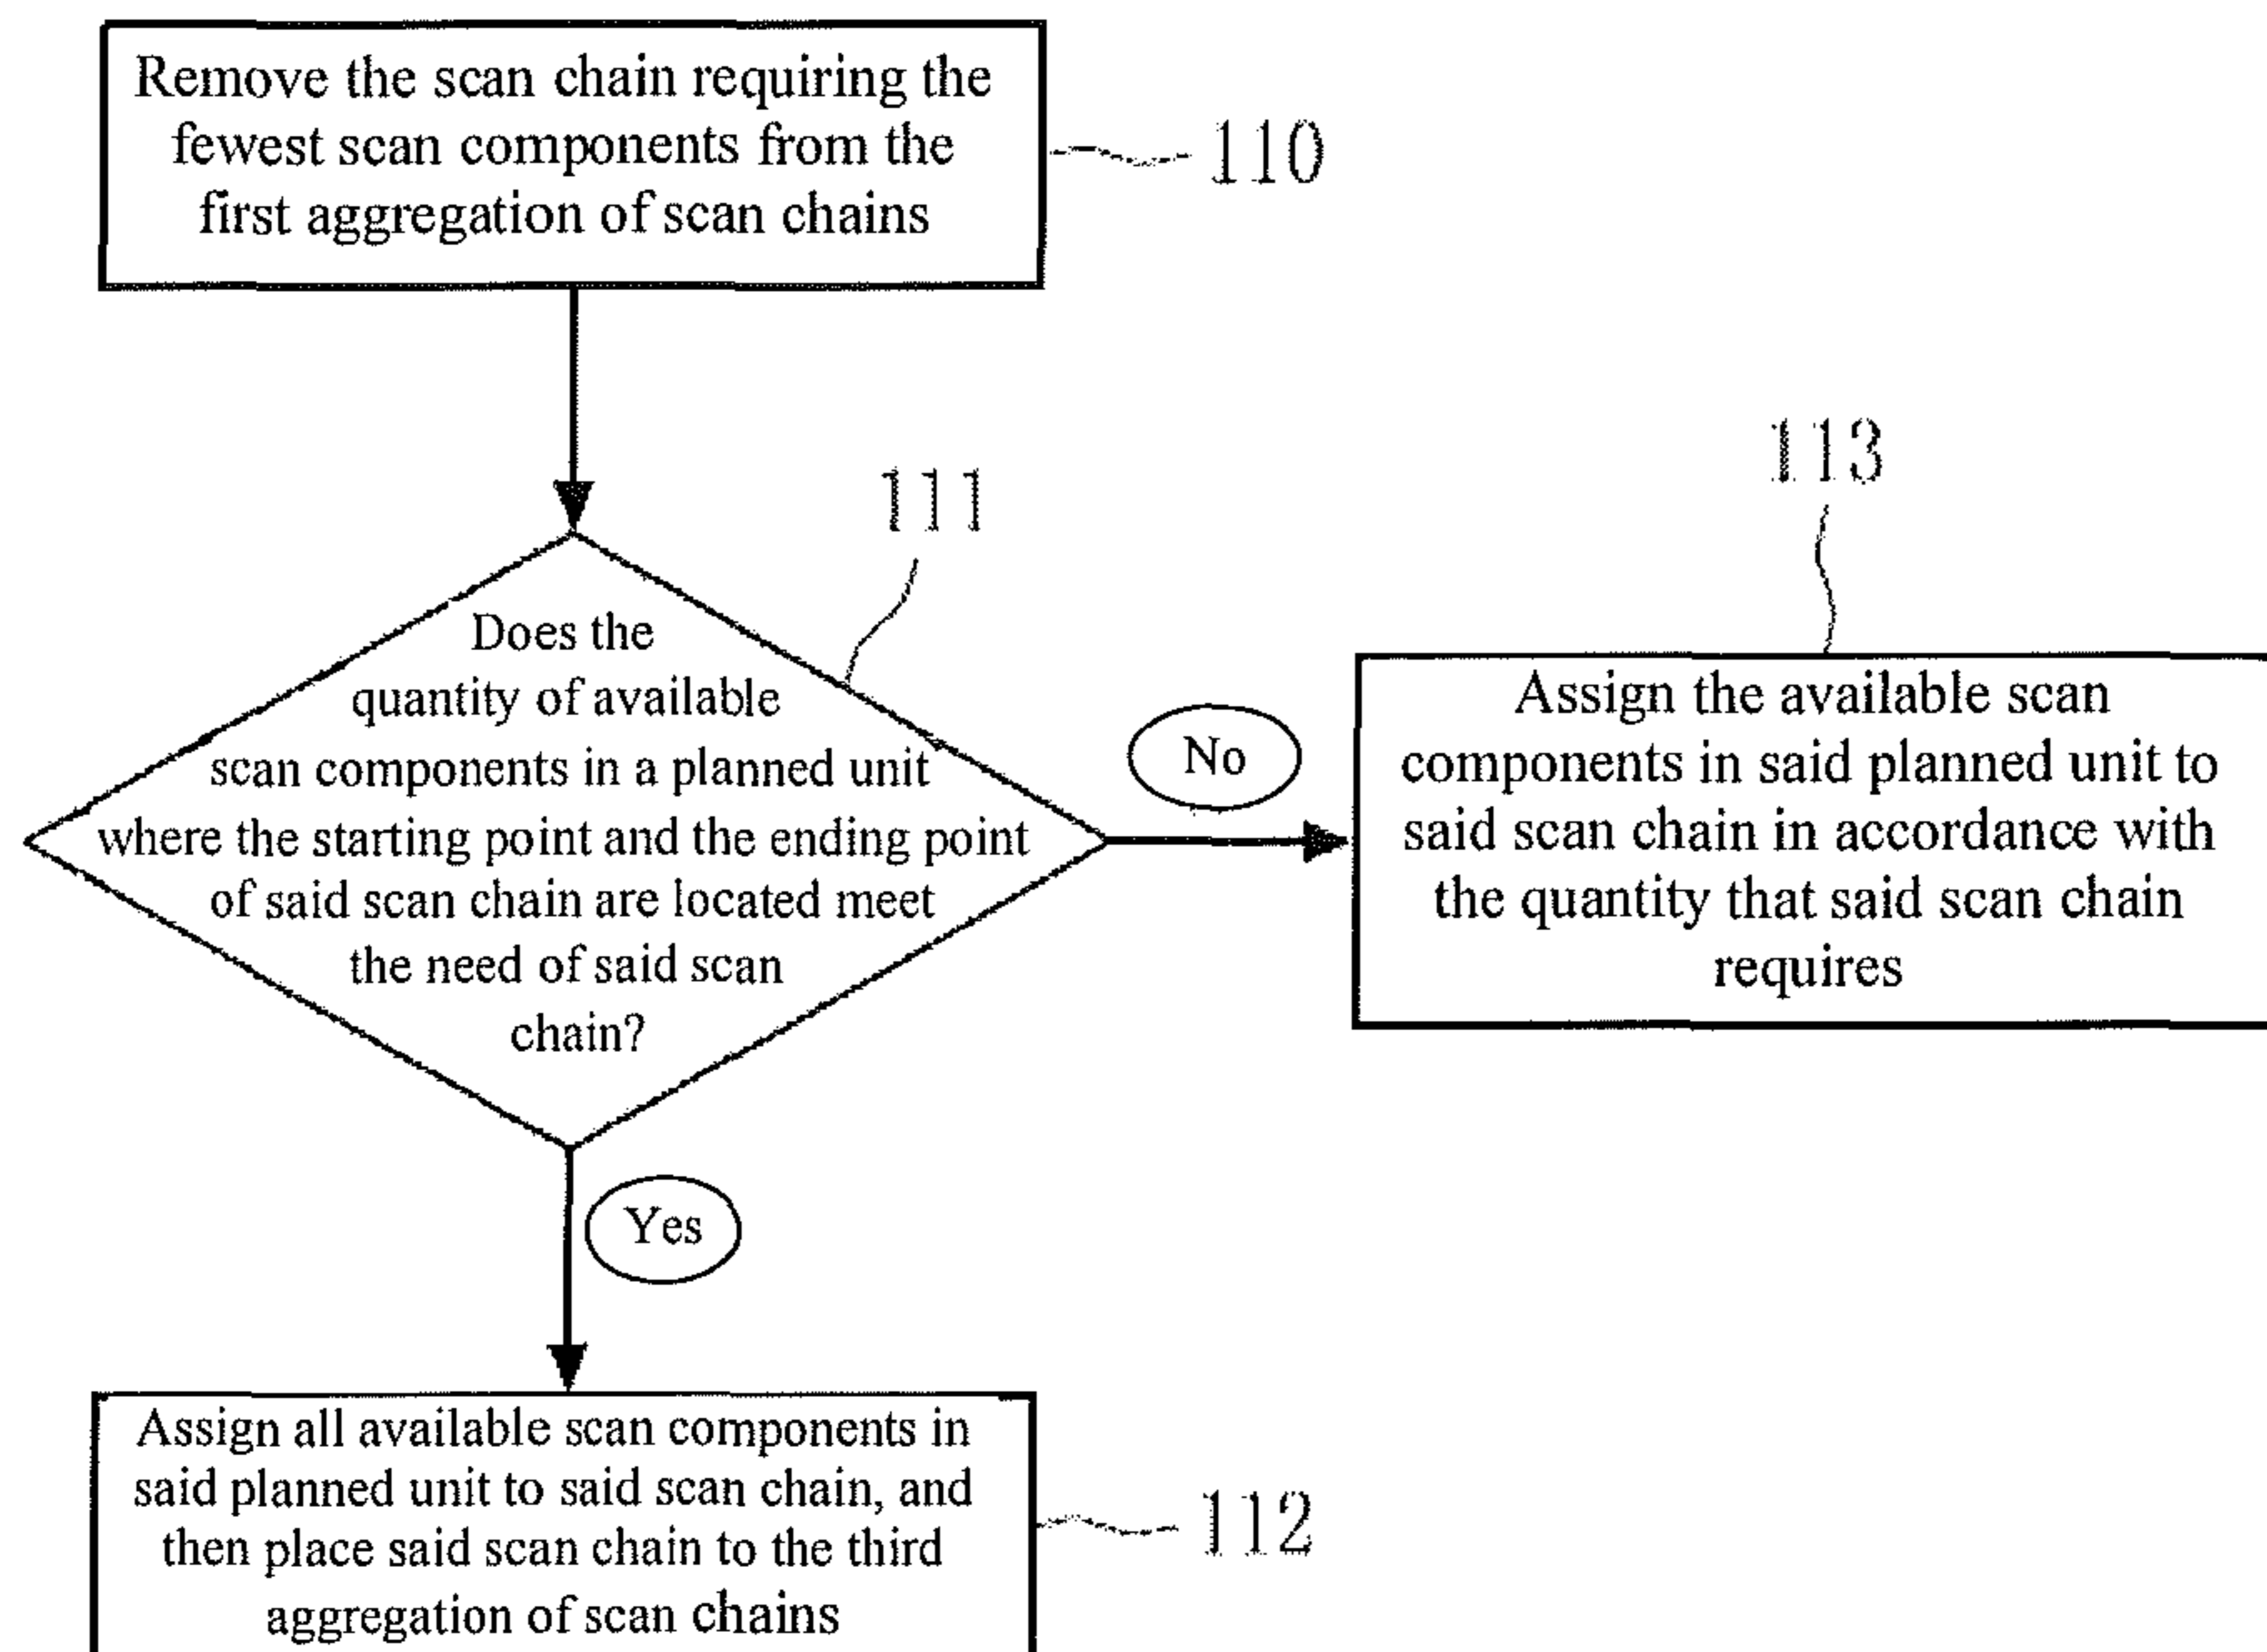 Remove the scan chain requiring the
fewest scan components from the
first aggregation of scan chains
110
111
Does the
quantity of available
scan components in a planned unit
where the starting point and the ending point
of said scan chain are located meet
the need of said scan
chain?
No
113
Assign the available scan
components in said planned unit to
said scan chain in accordance with
the quantity that said scan chain
requires
Yes
Assign all available scan components in
said planned unit to said scan chain, and
then place said scan chain to the third
aggregation of scan chains
112